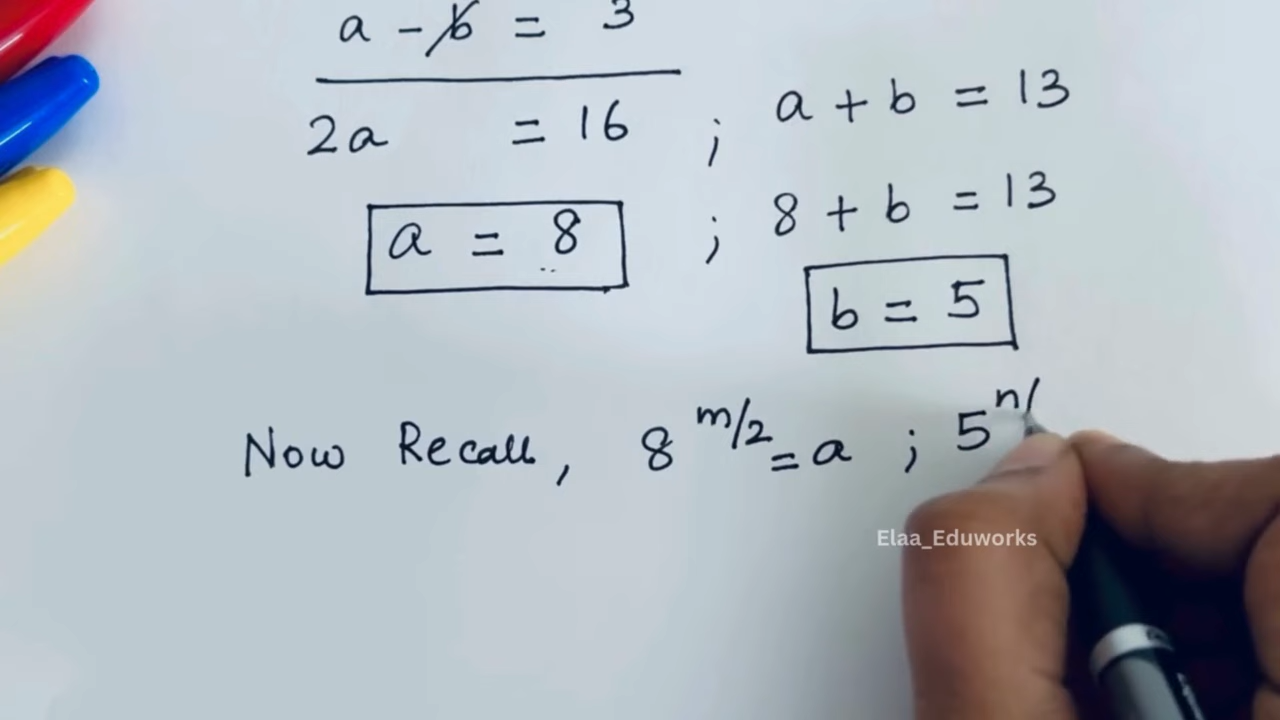 a - b = 3
2a = 16 ; a + b = 13
a = 8 ; 8 + b = 13
b = 5
Now Recall, 8^m/2 = a ; 5^n/
Elaa_Eduworks